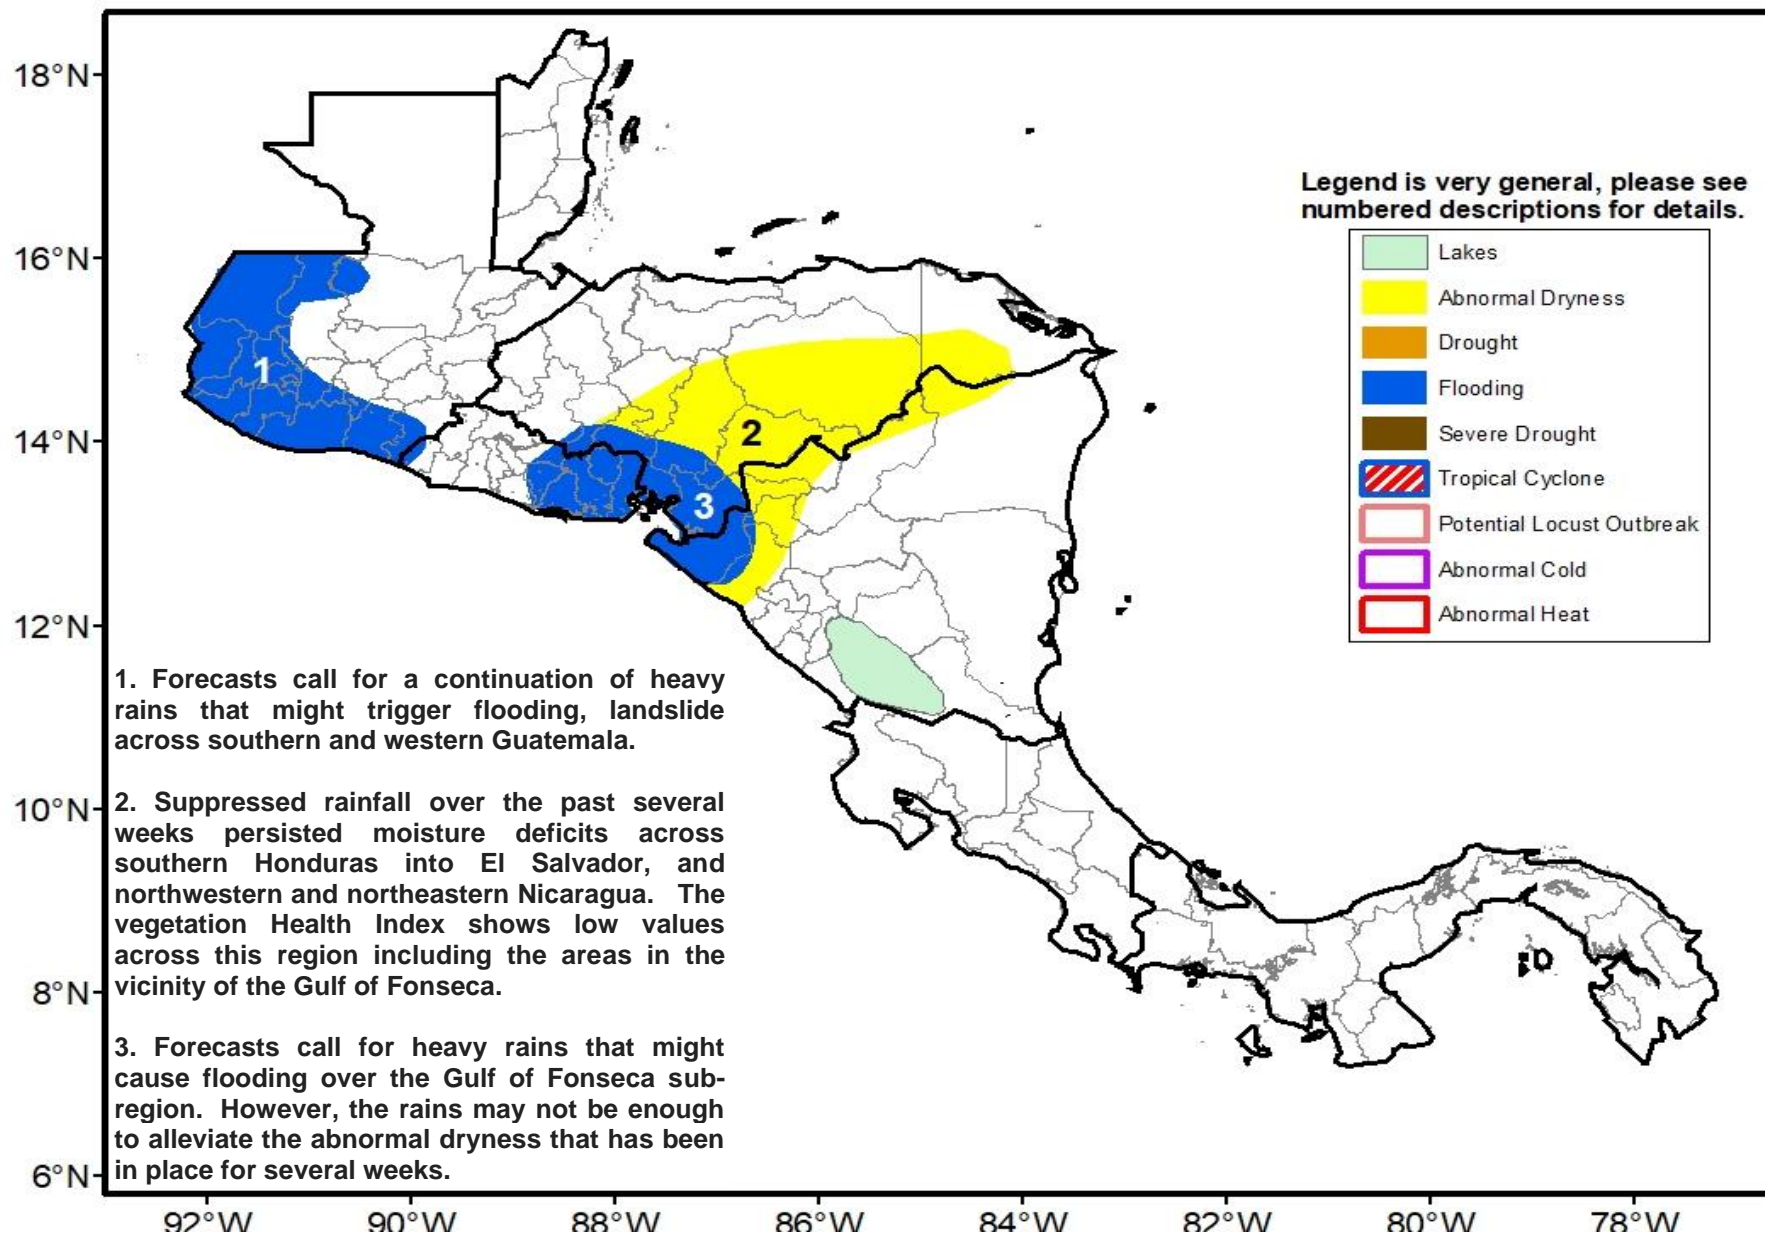 18°N
16°N
14°N
12°N
10°N
8°N
6°N
Legend is very general, please see
numbered descriptions for details.
Lakes
Abnormal Dryness
Drought
Flooding
Severe Drought
Tropical Cyclone
Potential Locust Outbreak
Abnormal Cold
Abnormal Heat
1
2
3
1. Forecasts call for a continuation of heavy
rains that might trigger flooding, landslide
across southern and western Guatemala.
2. Suppressed rainfall over the past several
weeks persisted moisture deficits across
southern Honduras into El Salvador, and
northwestern and northeastern Nicaragua. The
vegetation Health Index shows low values
across this region including the areas in the
vicinity of the Gulf of Fonseca.
3. Forecasts call for heavy rains that might
cause flooding over the Gulf of Fonseca sub-
region. However, the rains may not be enough
to alleviate the abnormal dryness that has been
in place for several weeks.
92°W 90°W 88°W 86°W 84°W 82°W 80°W 78°W